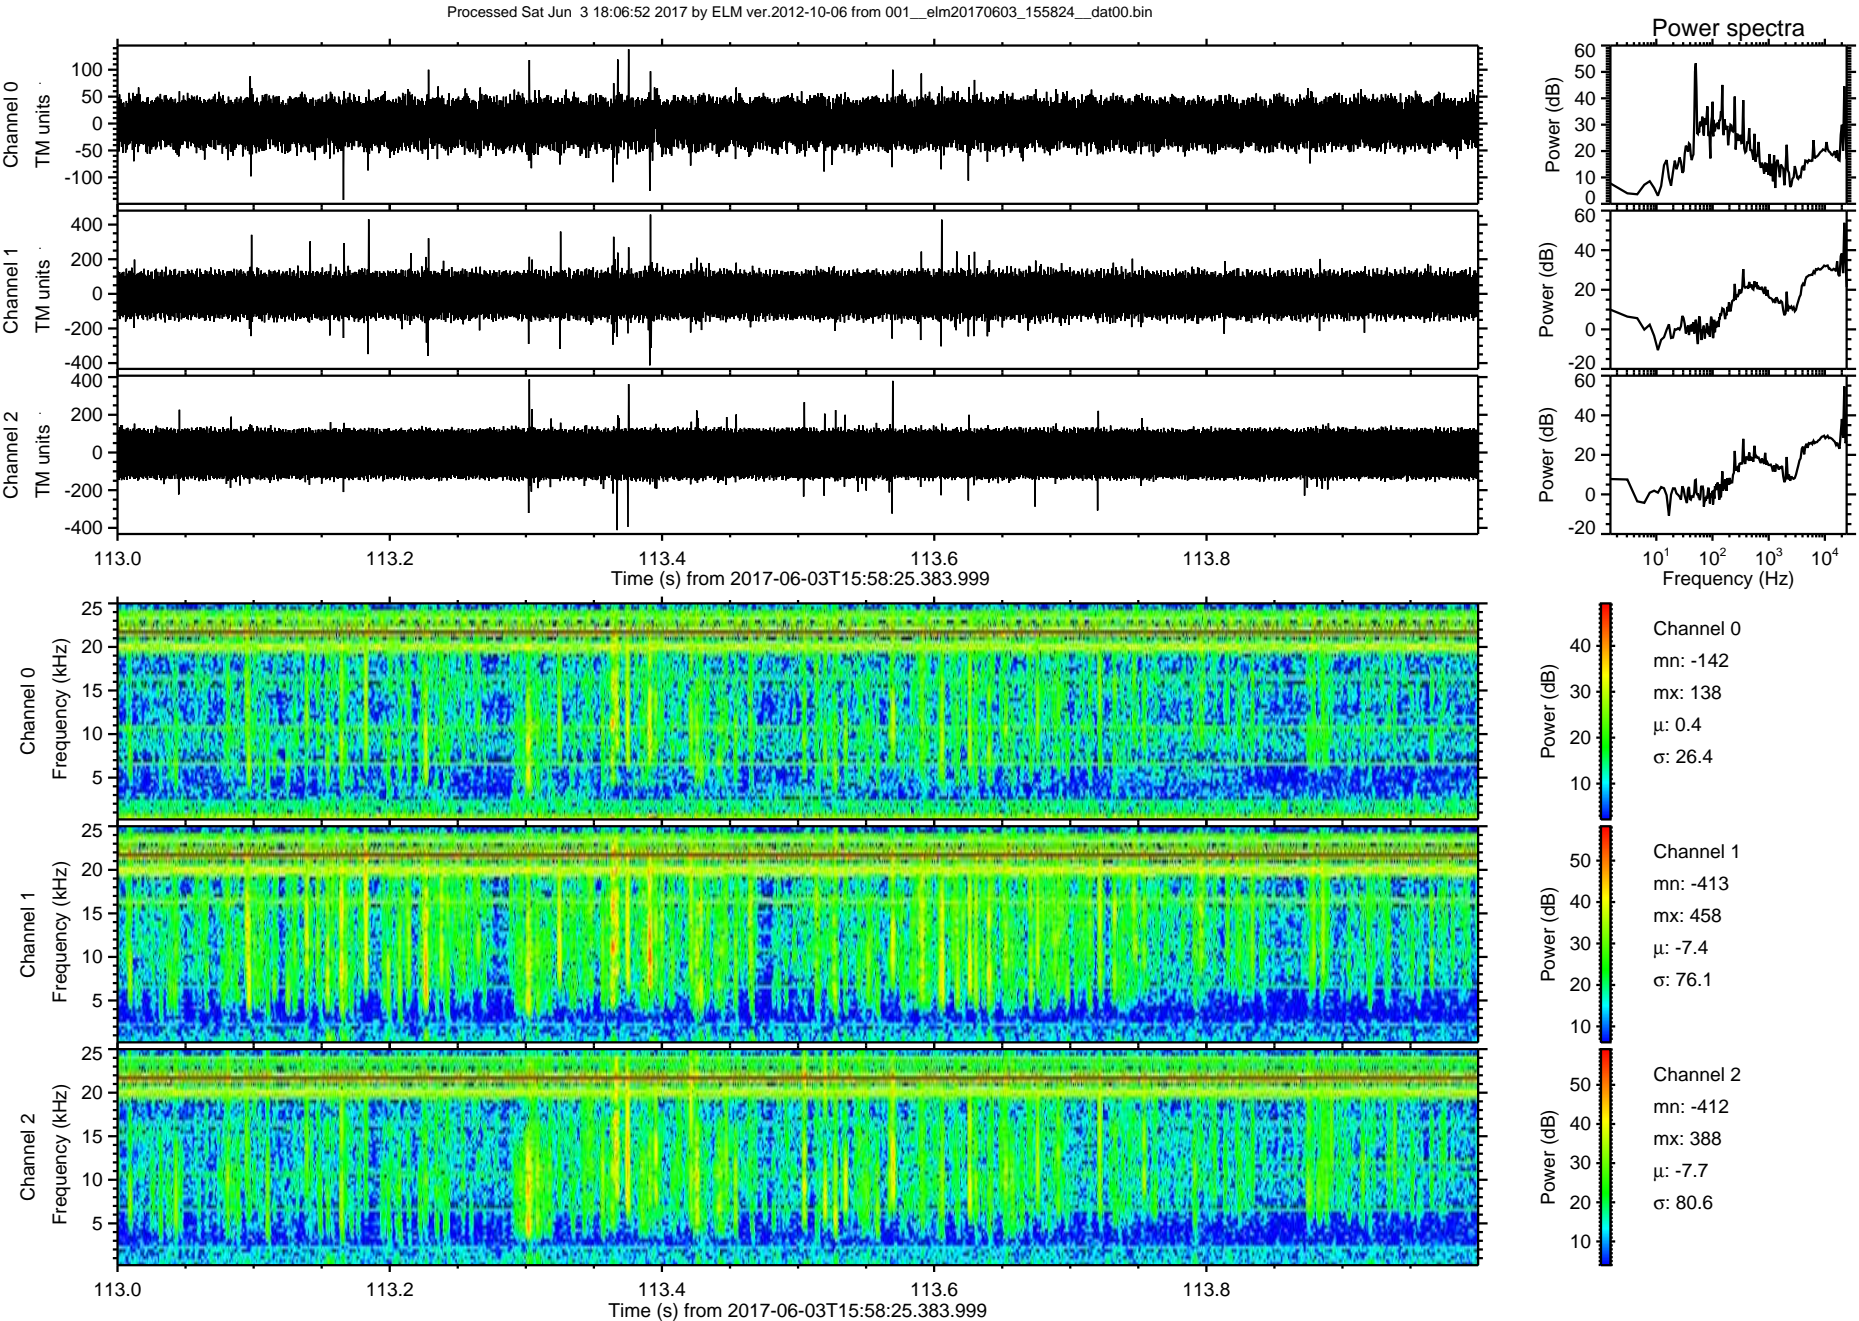 Processed Sat Jun  3 18:06:52 2017 by ELM ver.2012-10-06 from 001__elm20170603_155824__dat00.bin
Power spectra
Channel 0
TM units
100
50
0
-50
-100
Power (dB)
60
50
40
30
20
10
0
Channel 1
TM units
400
200
0
-200
-400
Power (dB)
60
40
20
0
-20
Channel 2
TM units
400
200
0
-200
-400
Power (dB)
60
40
20
0
-20
113.0 113.2 113.4 113.6 113.8
Time (s) from 2017-06-03T15:58:25.383.999
10^1 10^2 10^3 10^4
Frequency (Hz)
Channel 0
Frequency (kHz)
25
20
15
10
5
Power (dB)
40
30
20
10
Channel 0
mn: -142
mx: 138
μ: 0.4
σ: 26.4
Channel 1
Frequency (kHz)
25
20
15
10
5
Power (dB)
50
40
30
20
10
Channel 1
mn: -413
mx: 458
μ: -7.4
σ: 76.1
Channel 2
Frequency (kHz)
25
20
15
10
5
Power (dB)
50
40
30
20
10
Channel 2
mn: -412
mx: 388
μ: -7.7
σ: 80.6
113.0 113.2 113.4 113.6 113.8
Time (s) from 2017-06-03T15:58:25.383.999